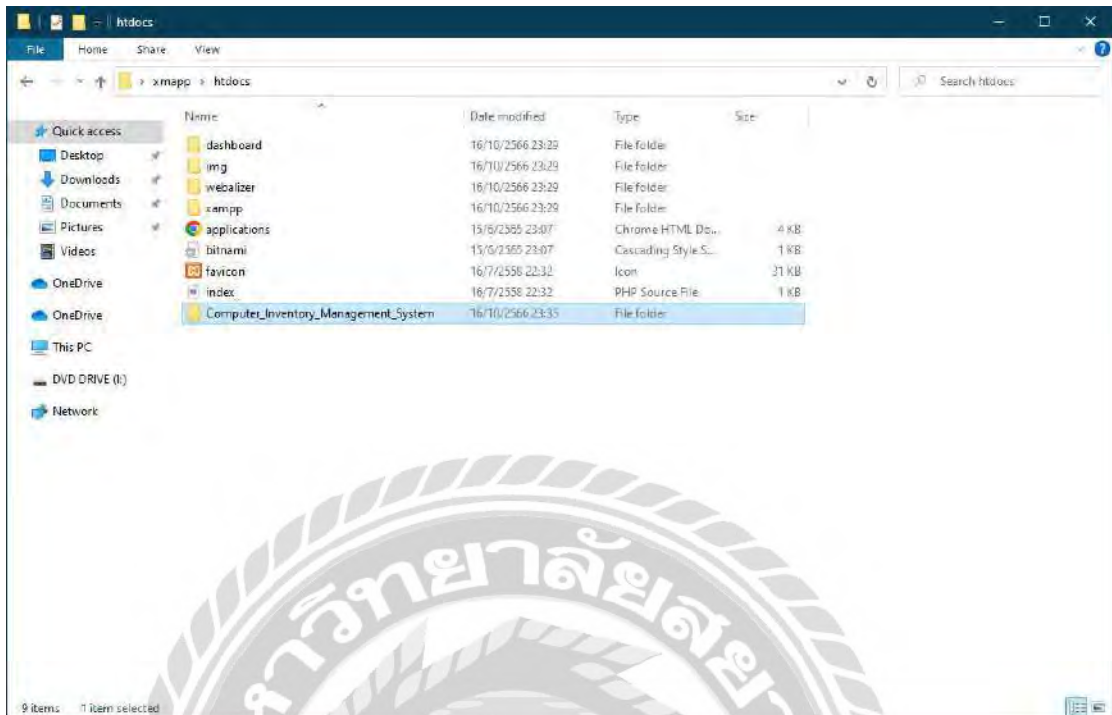 htdocs
File Home Share View
xmapp > htdocs
Search htdocs
Name Date modified Type Size
Quick access
Desktop
Downloads
Documents
Pictures
Videos
OneDrive
OneDrive
This PC
DVD DRIVE (I:)
Network
dashboard 16/10/2566 23:29 File folder
img 16/10/2566 23:29 File folder
webalizer 16/10/2566 23:29 File folder
xampp 16/10/2566 23:29 File folder
applications 15/6/2565 23:07 Chrome HTML Do... 4 KB
bitnami 15/6/2565 23:07 Cascading Style S... 1 KB
favicon 16/7/2558 22:32 Icon 31 KB
index 16/7/2558 22:32 PHP Source File 1 KB
Computer_Inventory_Management_System 16/10/2566 23:35 File folder
9 items 1 item selected